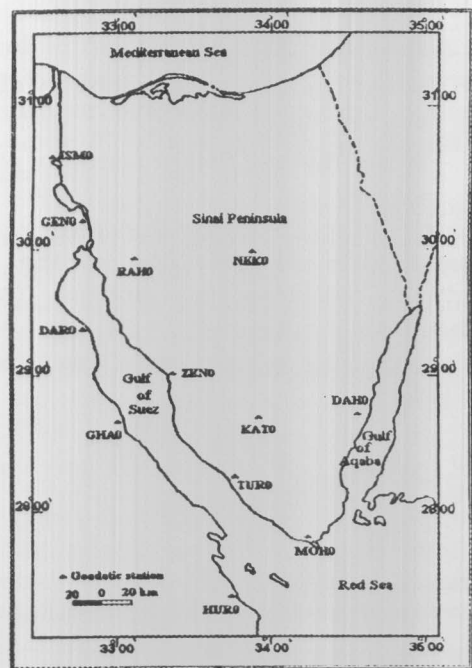 33°00' 34°00' 35°00'
Mediterranean Sea
31°00' 31°00'
ISM0
GEN0
Sinai Peninsula
30°00' 30°00'
RAH0
NEK0
DAR0
29°00' 29°00'
ZEN0
Gulf
of
Suez
DAH0
GHA0
KAT0
Gulf
of
Aqaba
TUR0
28°00' 28°00'
MOH0
Geodetic station
20 0 20 km
Red Sea
HUR0
33°00' 34°00' 35°00'